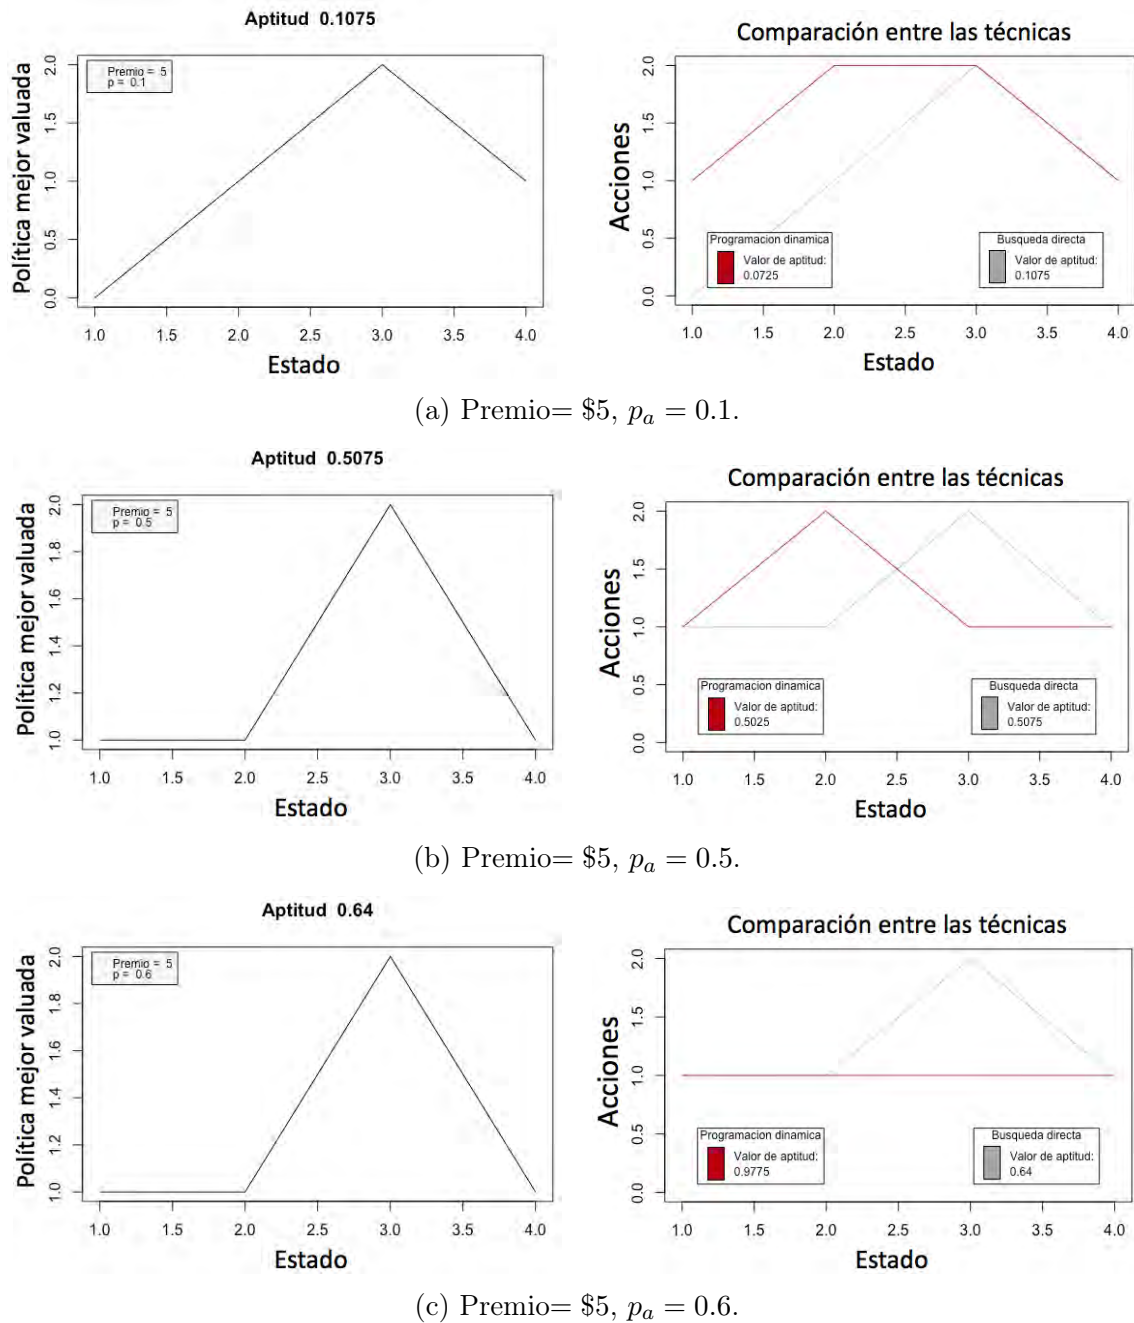 Aptitud 0.1075
Premio = 5
p = 0.1
Política mejor valuada
0.0 0.5 1.0 1.5 2.0
1.0 1.5 2.0 2.5 3.0 3.5 4.0
Estado
Comparación entre las técnicas
Acciones
0.0 0.5 1.0 1.5 2.0
Programacion dinamica
Valor de aptitud:
0.0725
Busqueda directa
Valor de aptitud:
0.1075
1.0 1.5 2.0 2.5 3.0 3.5 4.0
Estado
(a) Premio= $5, pₐ = 0.1.
Aptitud 0.5075
Premio = 5
p = 0.5
Política mejor valuada
1.0 1.2 1.4 1.6 1.8 2.0
1.0 1.5 2.0 2.5 3.0 3.5 4.0
Estado
Comparación entre las técnicas
Acciones
0.0 0.5 1.0 1.5 2.0
Programacion dinamica
Valor de aptitud:
0.5025
Busqueda directa
Valor de aptitud:
0.5075
1.0 1.5 2.0 2.5 3.0 3.5 4.0
Estado
(b) Premio= $5, pₐ = 0.5.
Aptitud 0.64
Premio = 5
p = 0.6
Política mejor valuada
1.0 1.2 1.4 1.6 1.8 2.0
1.0 1.5 2.0 2.5 3.0 3.5 4.0
Estado
Comparación entre las técnicas
Acciones
0.0 0.5 1.0 1.5 2.0
Programacion dinamica
Valor de aptitud:
0.9775
Busqueda directa
Valor de aptitud:
0.64
1.0 1.5 2.0 2.5 3.0 3.5 4.0
Estado
(c) Premio= $5, pₐ = 0.6.